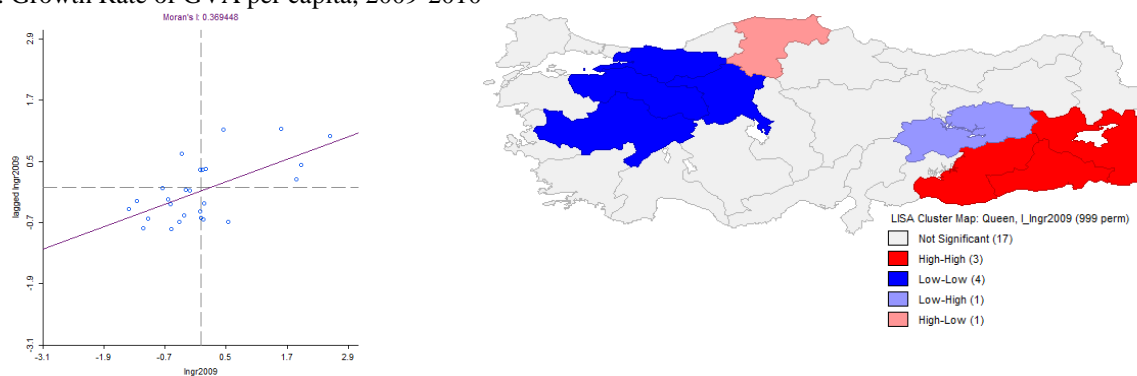 . Growth Rate of GVA per capita, 2009-2010
Moran's I: 0.369448
2.9
1.7
0.5
-0.7
-1.9
-3.1
lagged lngr2009
-3.1 -1.9 -0.7 0.5 1.7 2.9
lngr2009
LISA Cluster Map: Queen, I_lngr2009 (999 perm)
Not Significant (17)
High-High (3)
Low-Low (4)
Low-High (1)
High-Low (1)